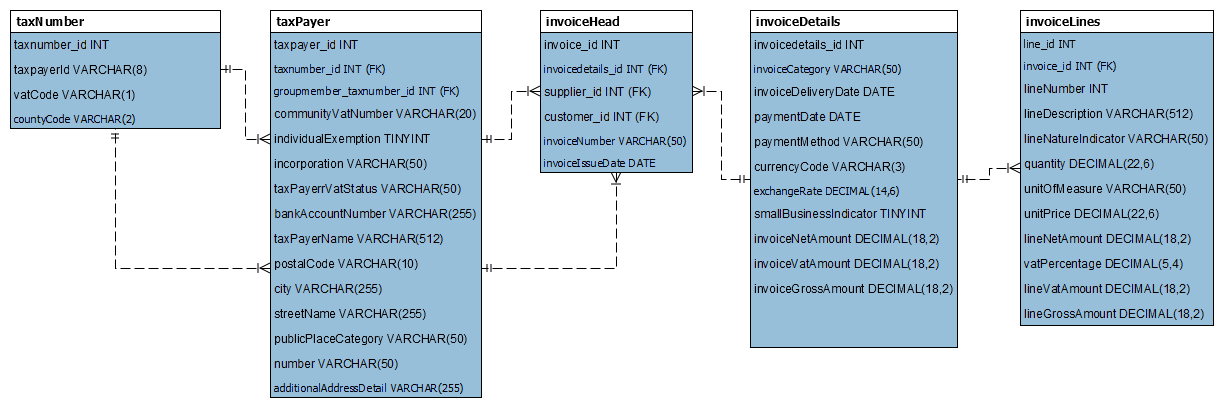 taxNumber
taxnumber_id INT
taxpayerId VARCHAR(8)
vatCode VARCHAR(1)
countyCode VARCHAR(2)
taxPayer
taxpayer_id INT
taxnumber_id INT (FK)
groupmember_taxnumber_id INT (FK)
communityVatNumber VARCHAR(20)
individualExemption TINYINT
incorporation VARCHAR(50)
taxPayerrVatStatus VARCHAR(50)
bankAccountNumber VARCHAR(255)
taxPayerName VARCHAR(512)
postalCode VARCHAR(10)
city VARCHAR(255)
streetName VARCHAR(255)
publicPlaceCategory VARCHAR(50)
number VARCHAR(50)
additionalAddressDetail VARCHAR(255)
invoiceHead
invoice_id INT
invoicedetails_id INT (FK)
supplier_id INT (FK)
customer_id INT (FK)
invoiceNumber VARCHAR(50)
invoiceIssueDate DATE
invoiceDetails
invoicedetails_id INT
invoiceCategory VARCHAR(50)
invoiceDeliveryDate DATE
paymentDate DATE
paymentMethod VARCHAR(50)
currencyCode VARCHAR(3)
exchangeRate DECIMAL(14,6)
smallBusinessIndicator TINYINT
invoiceNetAmount DECIMAL(18,2)
invoiceVatAmount DECIMAL(18,2)
invoiceGrossAmount DECIMAL(18,2)
invoiceLines
line_id INT
invoice_id INT (FK)
lineNumber INT
lineDescription VARCHAR(512)
lineNatureIndicator VARCHAR(50)
quantity DECIMAL(22,6)
unitOfMeasure VARCHAR(50)
unitPrice DECIMAL(22,6)
lineNetAmount DECIMAL(18,2)
vatPercentage DECIMAL(5,4)
lineVatAmount DECIMAL(18,2)
lineGrossAmount DECIMAL(18,2)